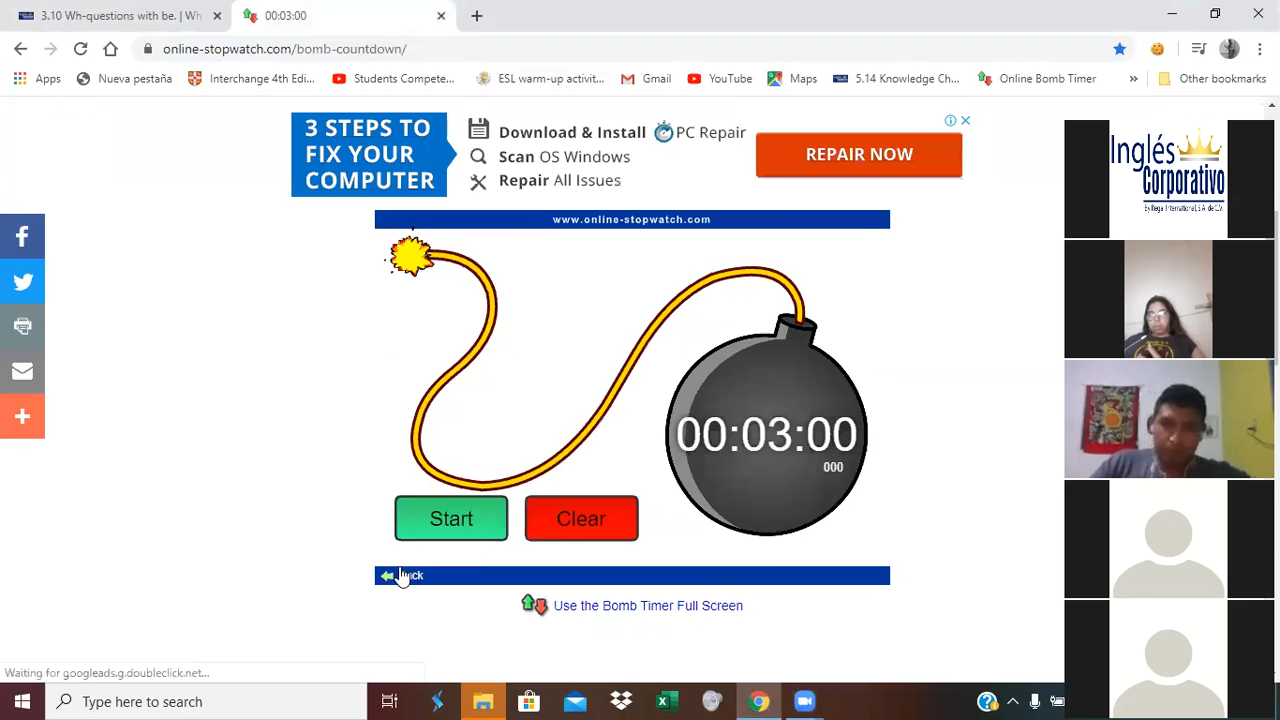 3.10 Wh-questions with be. | Wh
00:03:00
online-stopwatch.com/bomb-countdown/
Apps
Nueva pestaña
Interchange 4th Edi...
Students Compete...
ESL warm-up activit...
Gmail
YouTube
Maps
5.14 Knowledge Ch...
Online Bomb Timer
Other bookmarks
3 STEPS TO
FIX YOUR
COMPUTER
Download & Install PC Repair
Scan OS Windows
Repair All Issues
REPAIR NOW
Inglés
Corporativo
www.online-stopwatch.com
00:03:00
000
Start
Clear
Use the Bomb Timer Full Screen
Waiting for googleads.g.doubleclick.net...
Type here to search